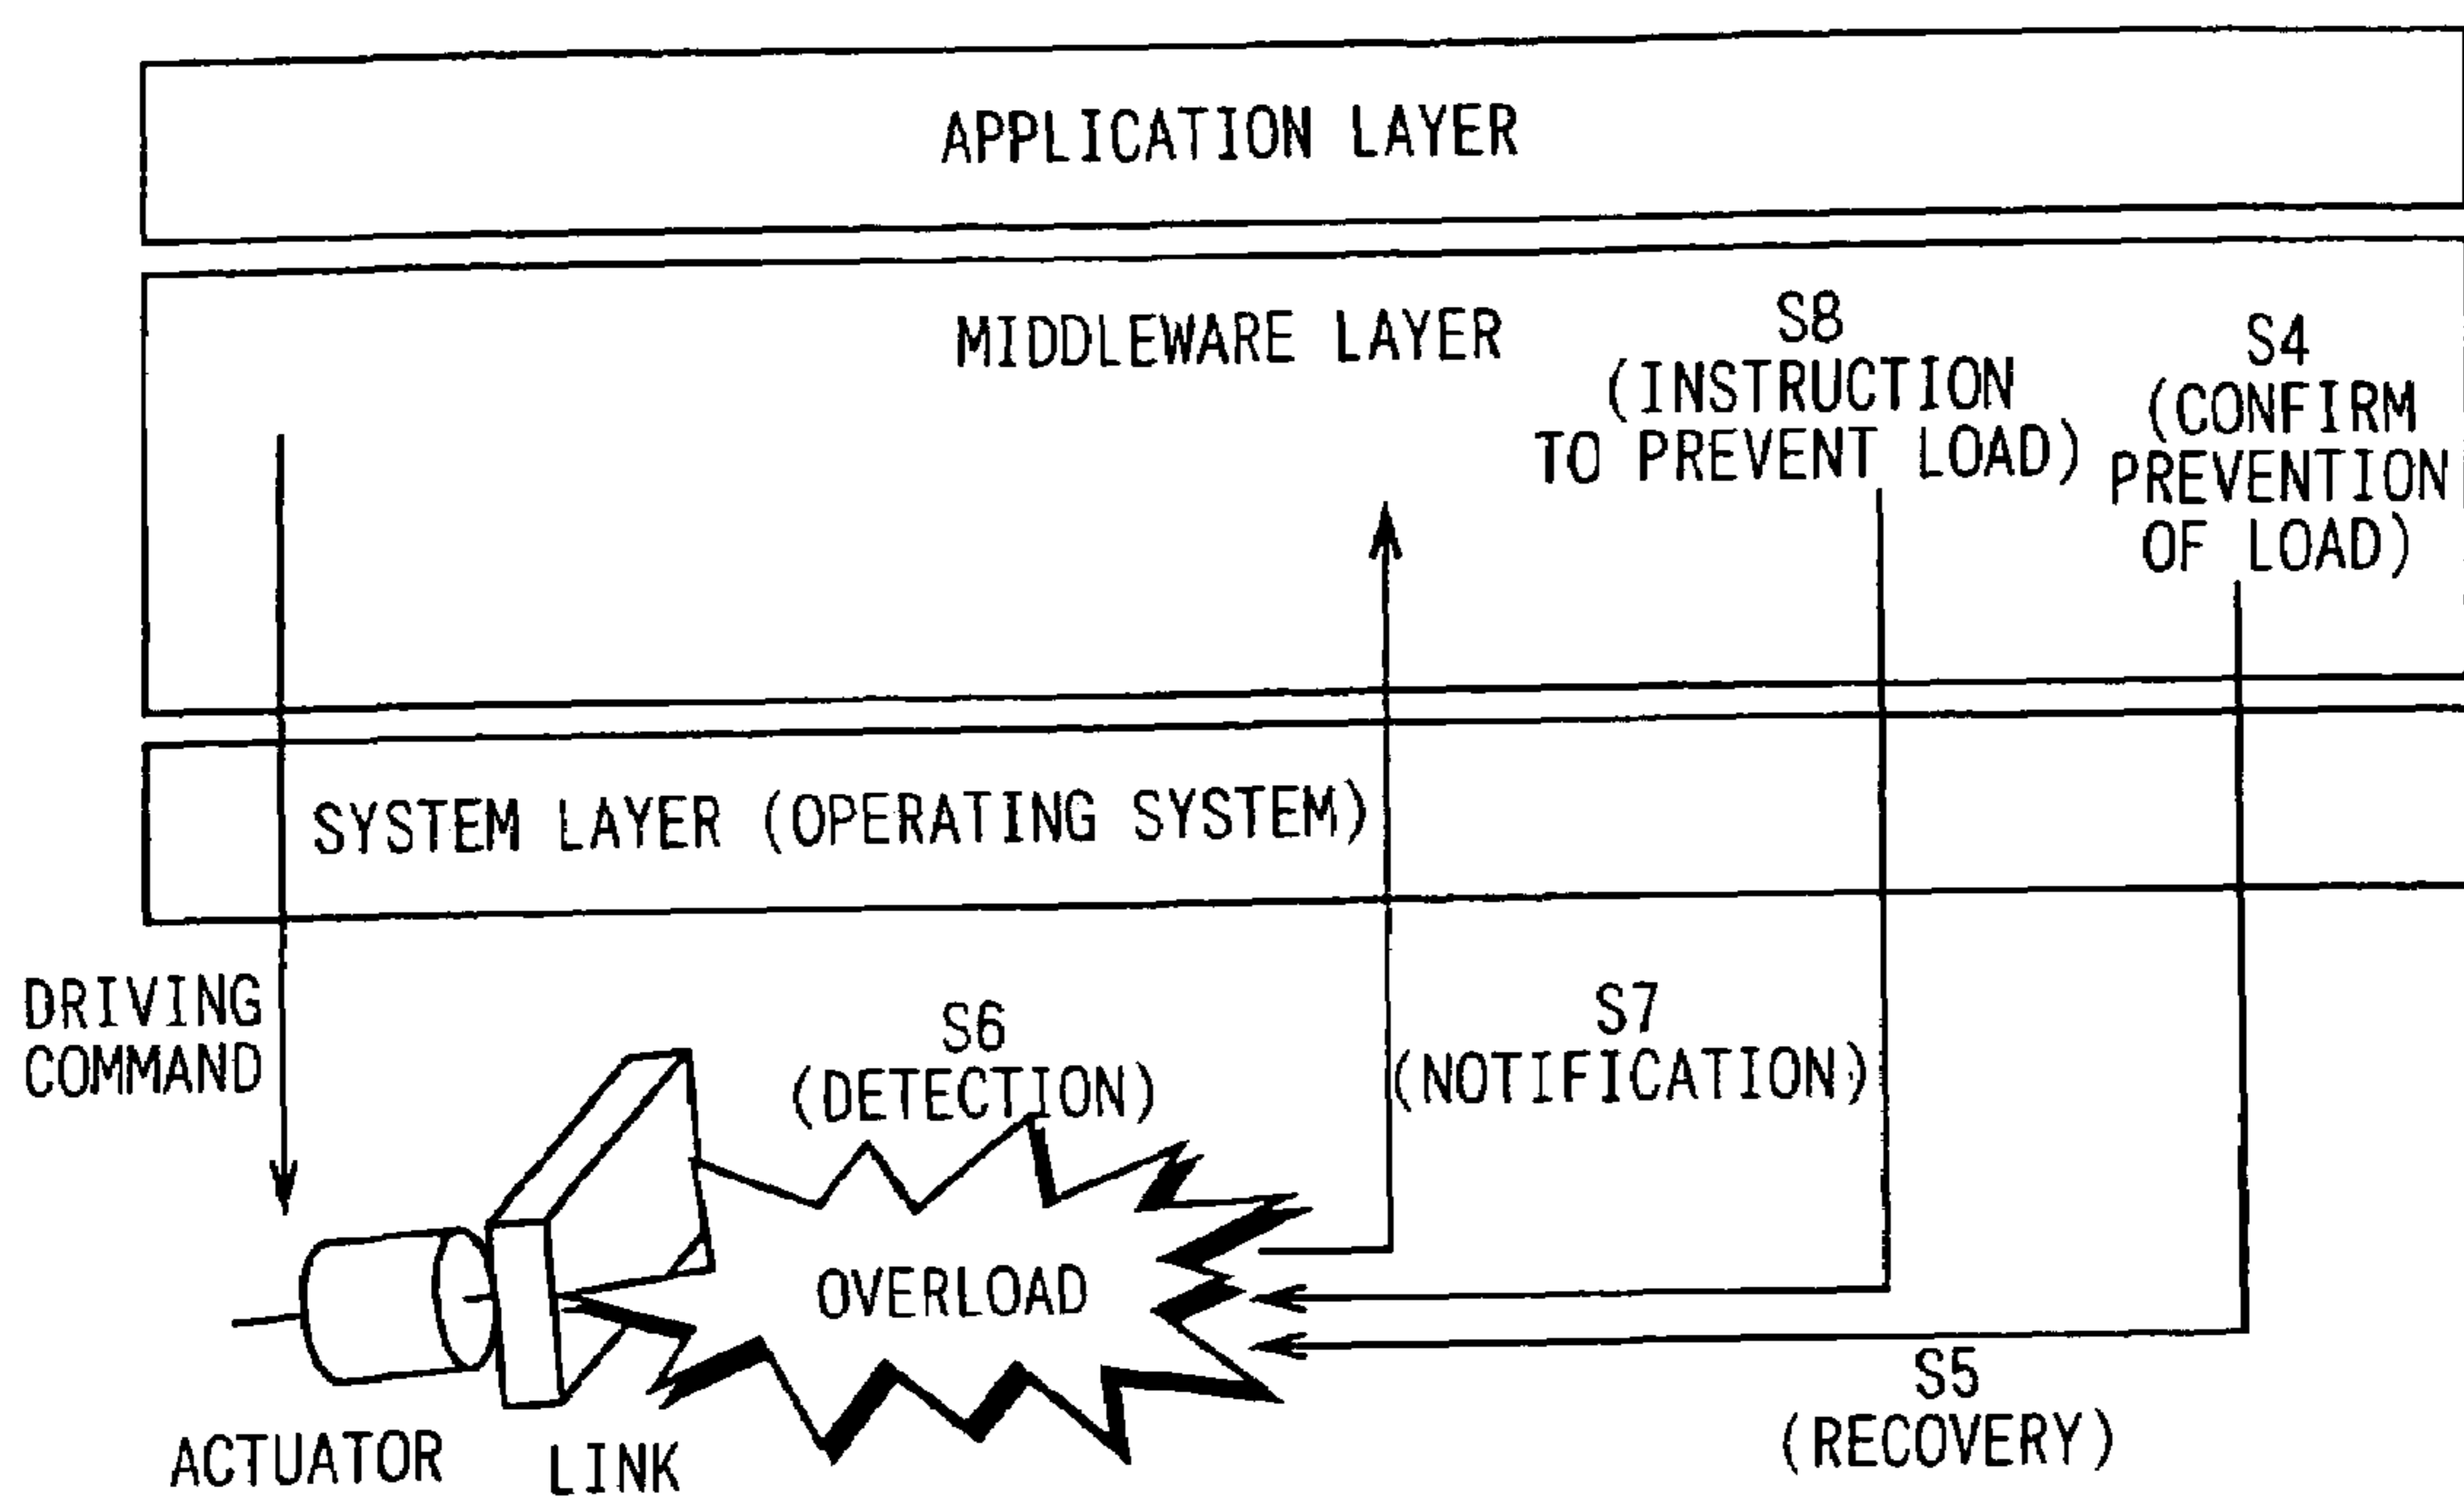 APPLICATION LAYER
MIDDLEWARE LAYER
S8
(INSTRUCTION
TO PREVENT LOAD)
S4
(CONFIRM
PREVENTION
OF LOAD)
SYSTEM LAYER (OPERATING SYSTEM)
DRIVING
COMMAND
S6
(DETECTION)
S7
(NOTIFICATION)
OVERLOAD
S5
(RECOVERY)
ACTUATOR
LINK